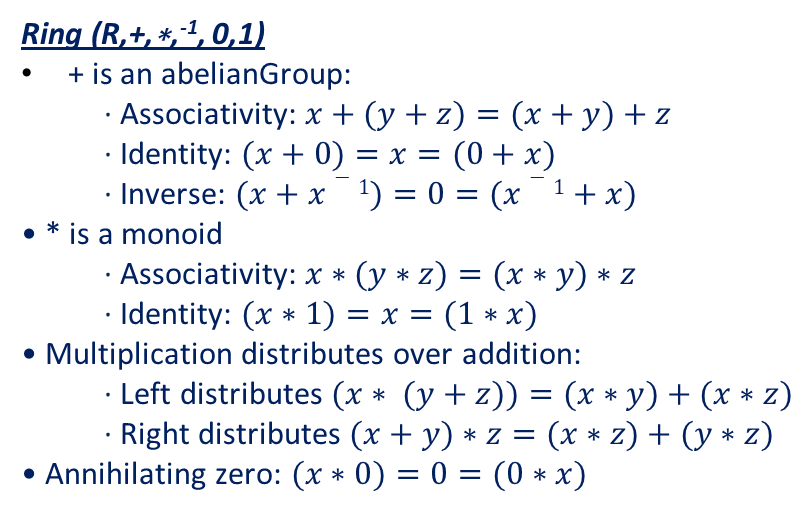 Ring (R,+, *,-1, 0,1)
• + is an abelianGroup:
· Associativity: x + (y + z) = (x + y) + z
· Identity: (x + 0) = x = (0 + x)
· Inverse: (x + x ⁻ ¹) = 0 = (x ⁻ ¹ + x)
• * is a monoid
· Associativity: x * (y * z) = (x * y) * z
· Identity: (x * 1) = x = (1 * x)
• Multiplication distributes over addition:
· Left distributes (x * (y + z)) = (x * y) + (x * z)
· Right distributes (x + y) * z = (x * z) + (y * z)
• Annihilating zero: (x * 0) = 0 = (0 * x)